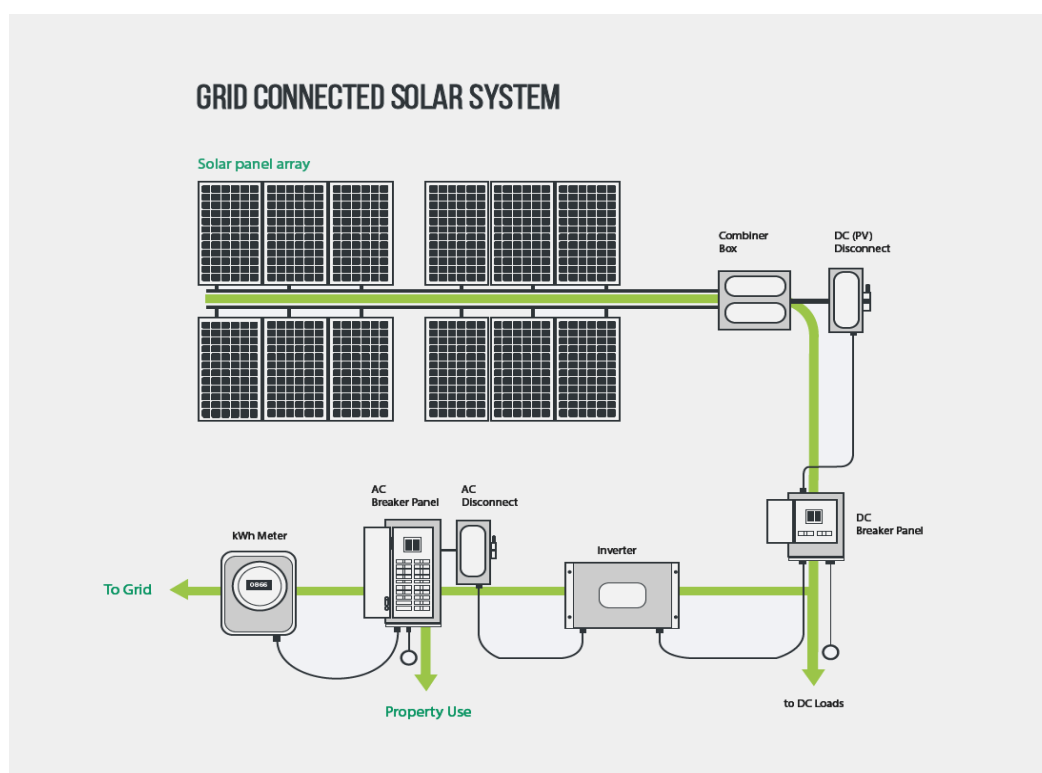 GRID CONNECTED SOLAR SYSTEM
Solar panel array
Combiner
Box
DC (PV)
Disconnect
AC
Breaker Panel
AC
Disconnect
DC
Breaker Panel
kWh Meter
Inverter
0866
To Grid
to DC Loads
Property Use